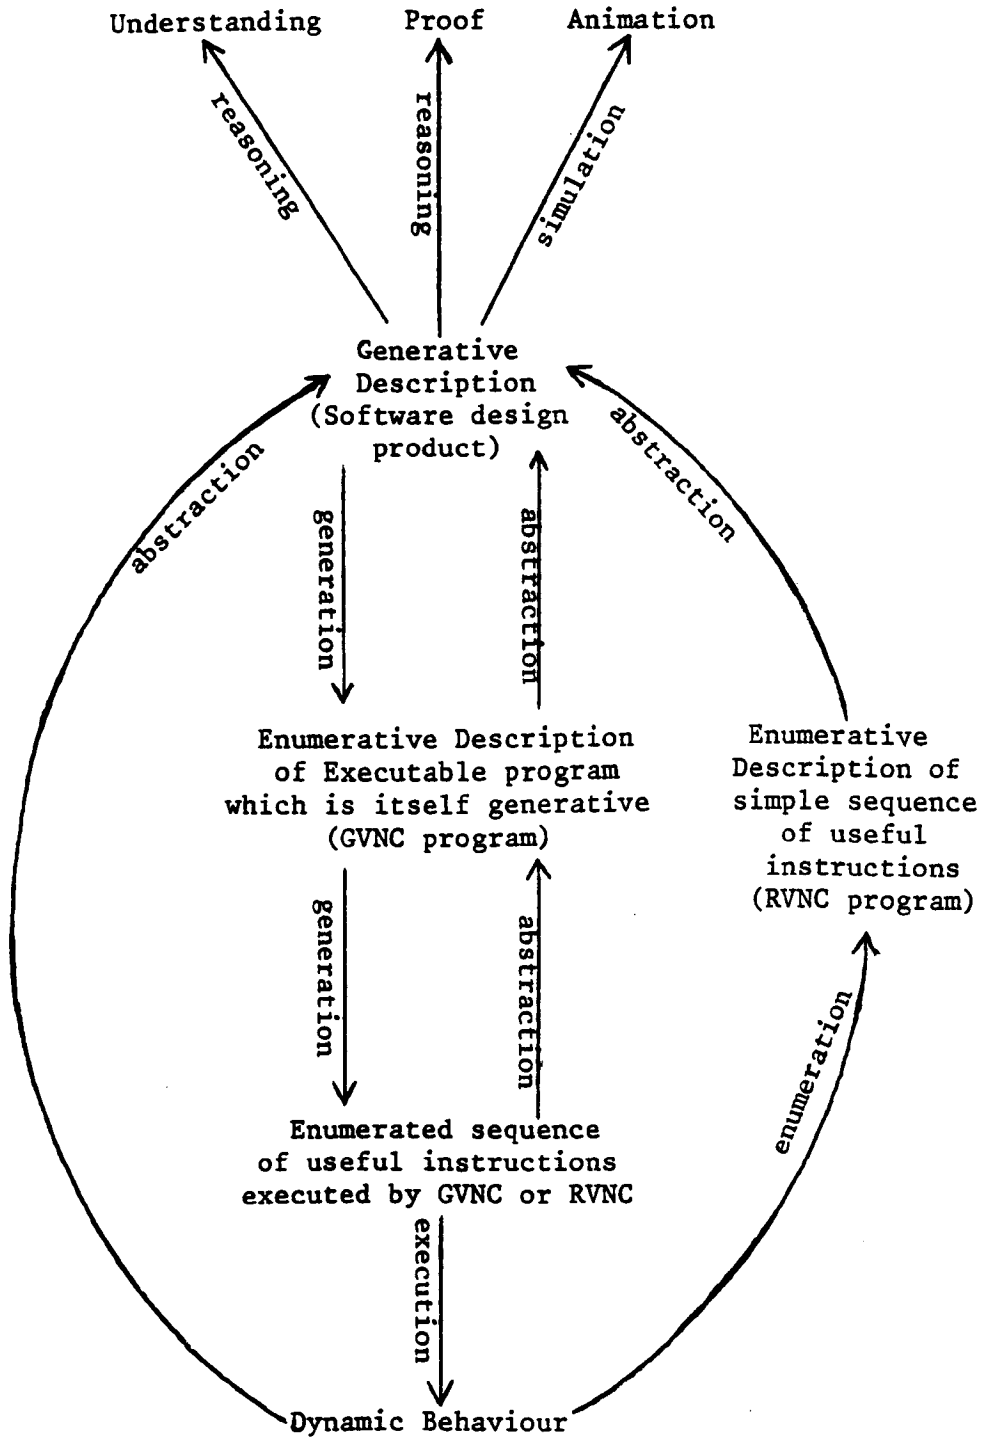 Understanding
Proof
Animation
reasoning
reasoning
simulation
Generative
Description
(Software design
product)
abstraction
abstraction
generation
abstraction
Enumerative Description
of Executable program
which is itself generative
(GVNC program)
Enumerative
Description of
simple sequence
of useful
instructions
(RVNC program)
generation
abstraction
enumeration
Enumerated sequence
of useful instructions
executed by GVNC or RVNC
execution
Dynamic Behaviour